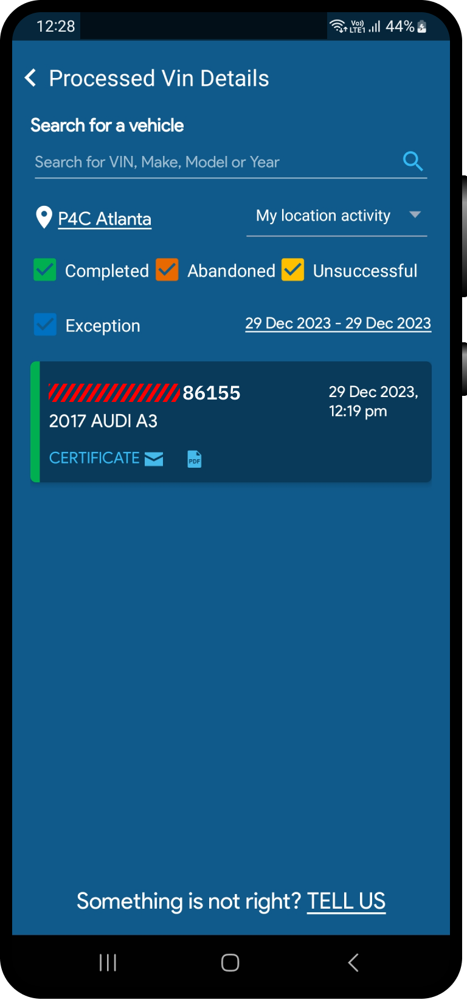 12:28 Vo)) LTE1 44%
Processed Vin Details
Search for a vehicle
Search for VIN, Make, Model or Year
P4C Atlanta My location activity
Completed Abandoned Unsuccessful
Exception 29 Dec 2023 - 29 Dec 2023
86155 29 Dec 2023,
12:19 pm
2017 AUDI A3
CERTIFICATE PDF
Something is not right? TELL US